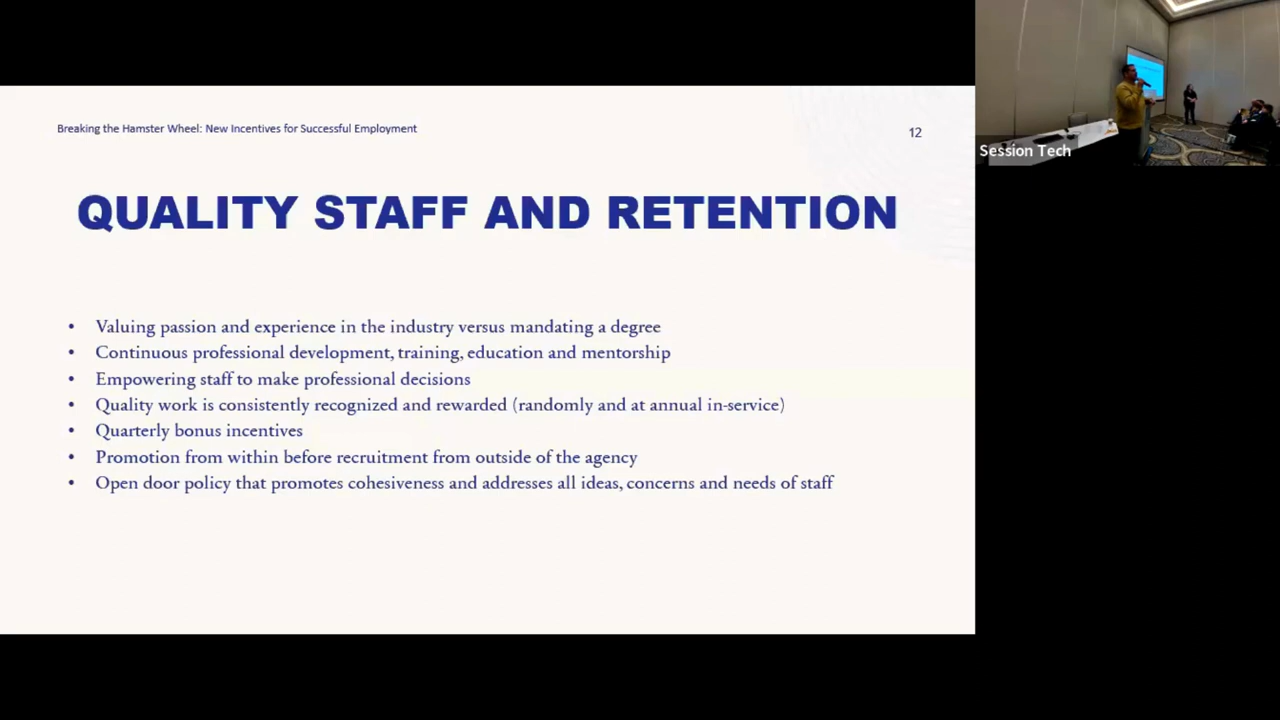 Breaking the Hamster Wheel: New Incentives for Successful Employment
12
QUALITY STAFF AND RETENTION
• Valuing passion and experience in the industry versus mandating a degree
• Continuous professional development, training, education and mentorship
• Empowering staff to make professional decisions
• Quality work is consistently recognized and rewarded (randomly and at annual in-service)
• Quarterly bonus incentives
• Promotion from within before recruitment from outside of the agency
• Open door policy that promotes cohesiveness and addresses all ideas, concerns and needs of staff
Session Tech